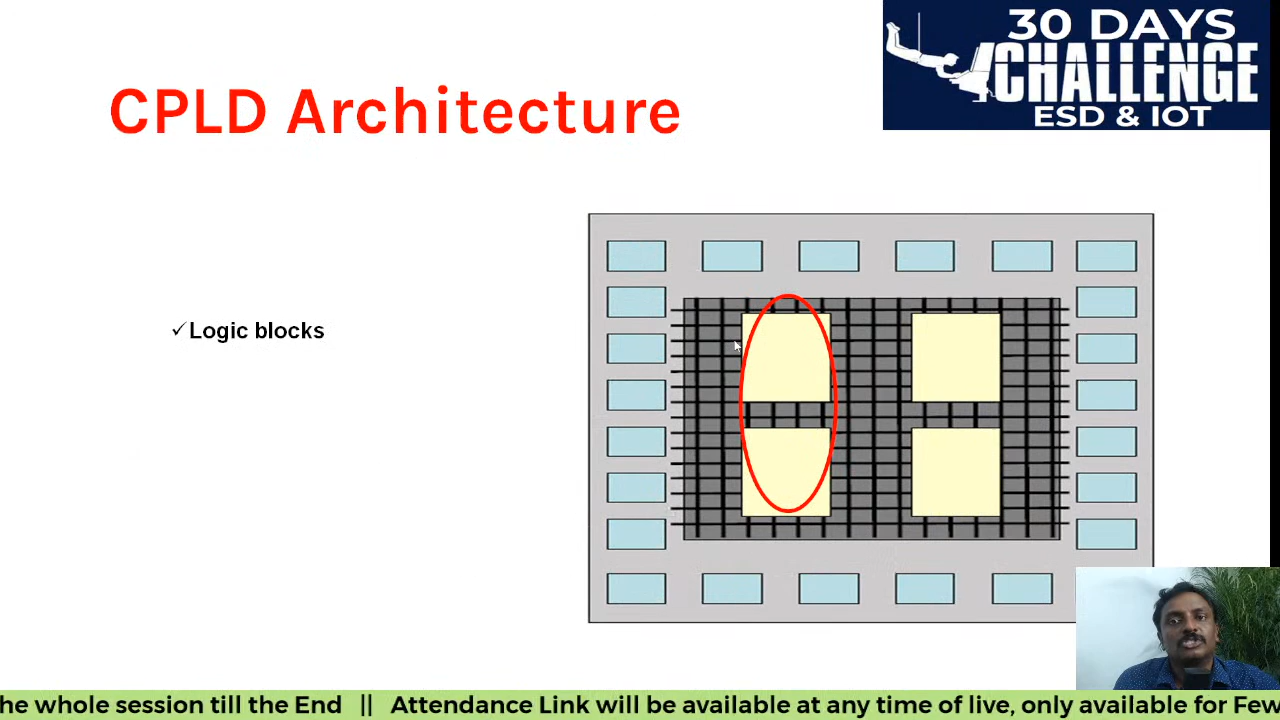 30 DAYS
CHALLENGE
ESD & IOT
CPLD Architecture
✓Logic blocks
he whole session till the End || Attendance Link will be available at any time of live, only available for Few